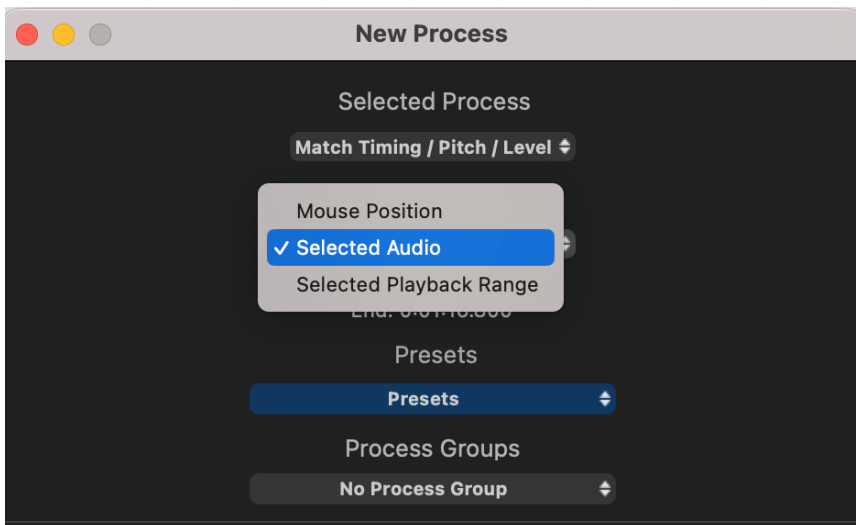 New Process
Selected Process
Match Timing / Pitch / Level
Mouse Position
Selected Audio
Selected Playback Range
Presets
Presets
Process Groups
No Process Group